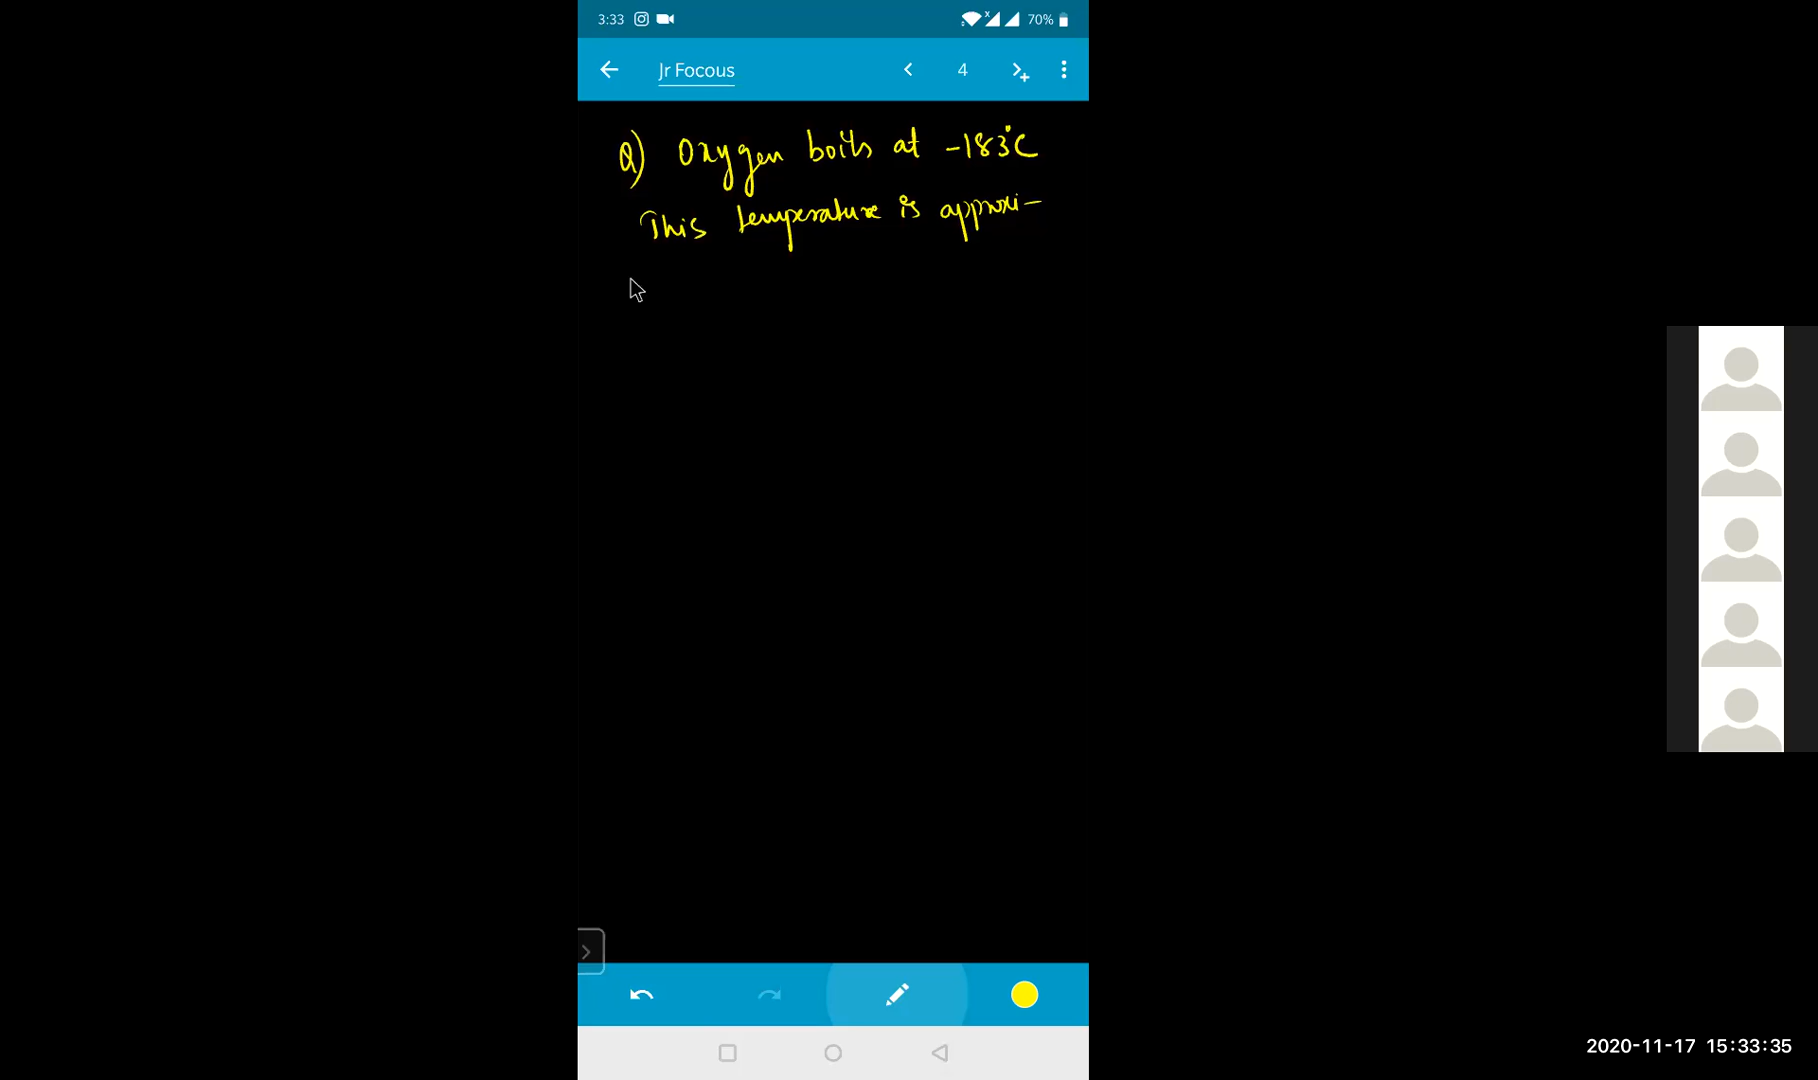 3:33 70%
Jr Focous 4
Q) Oxygen boils at -183°C
This temperature is approxi-
2020-11-17 15:33:35